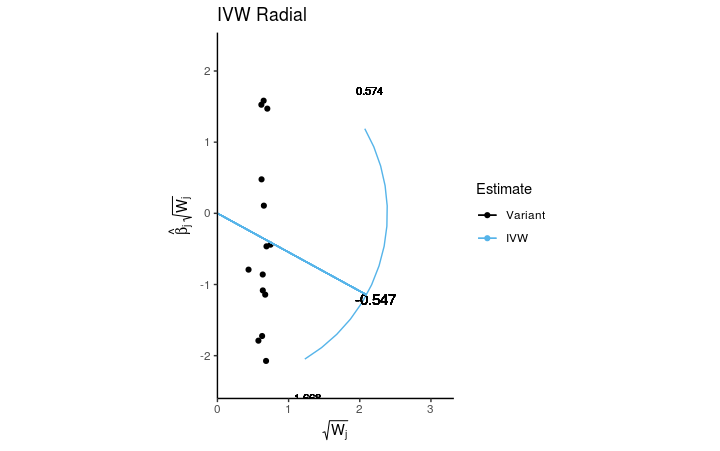 IVW Radial
2
1
0
-1
-2
β̂ⱼ√Wⱼ
0.574
-0.547
0
1
2
3
√Wⱼ
Estimate
Variant
IVW